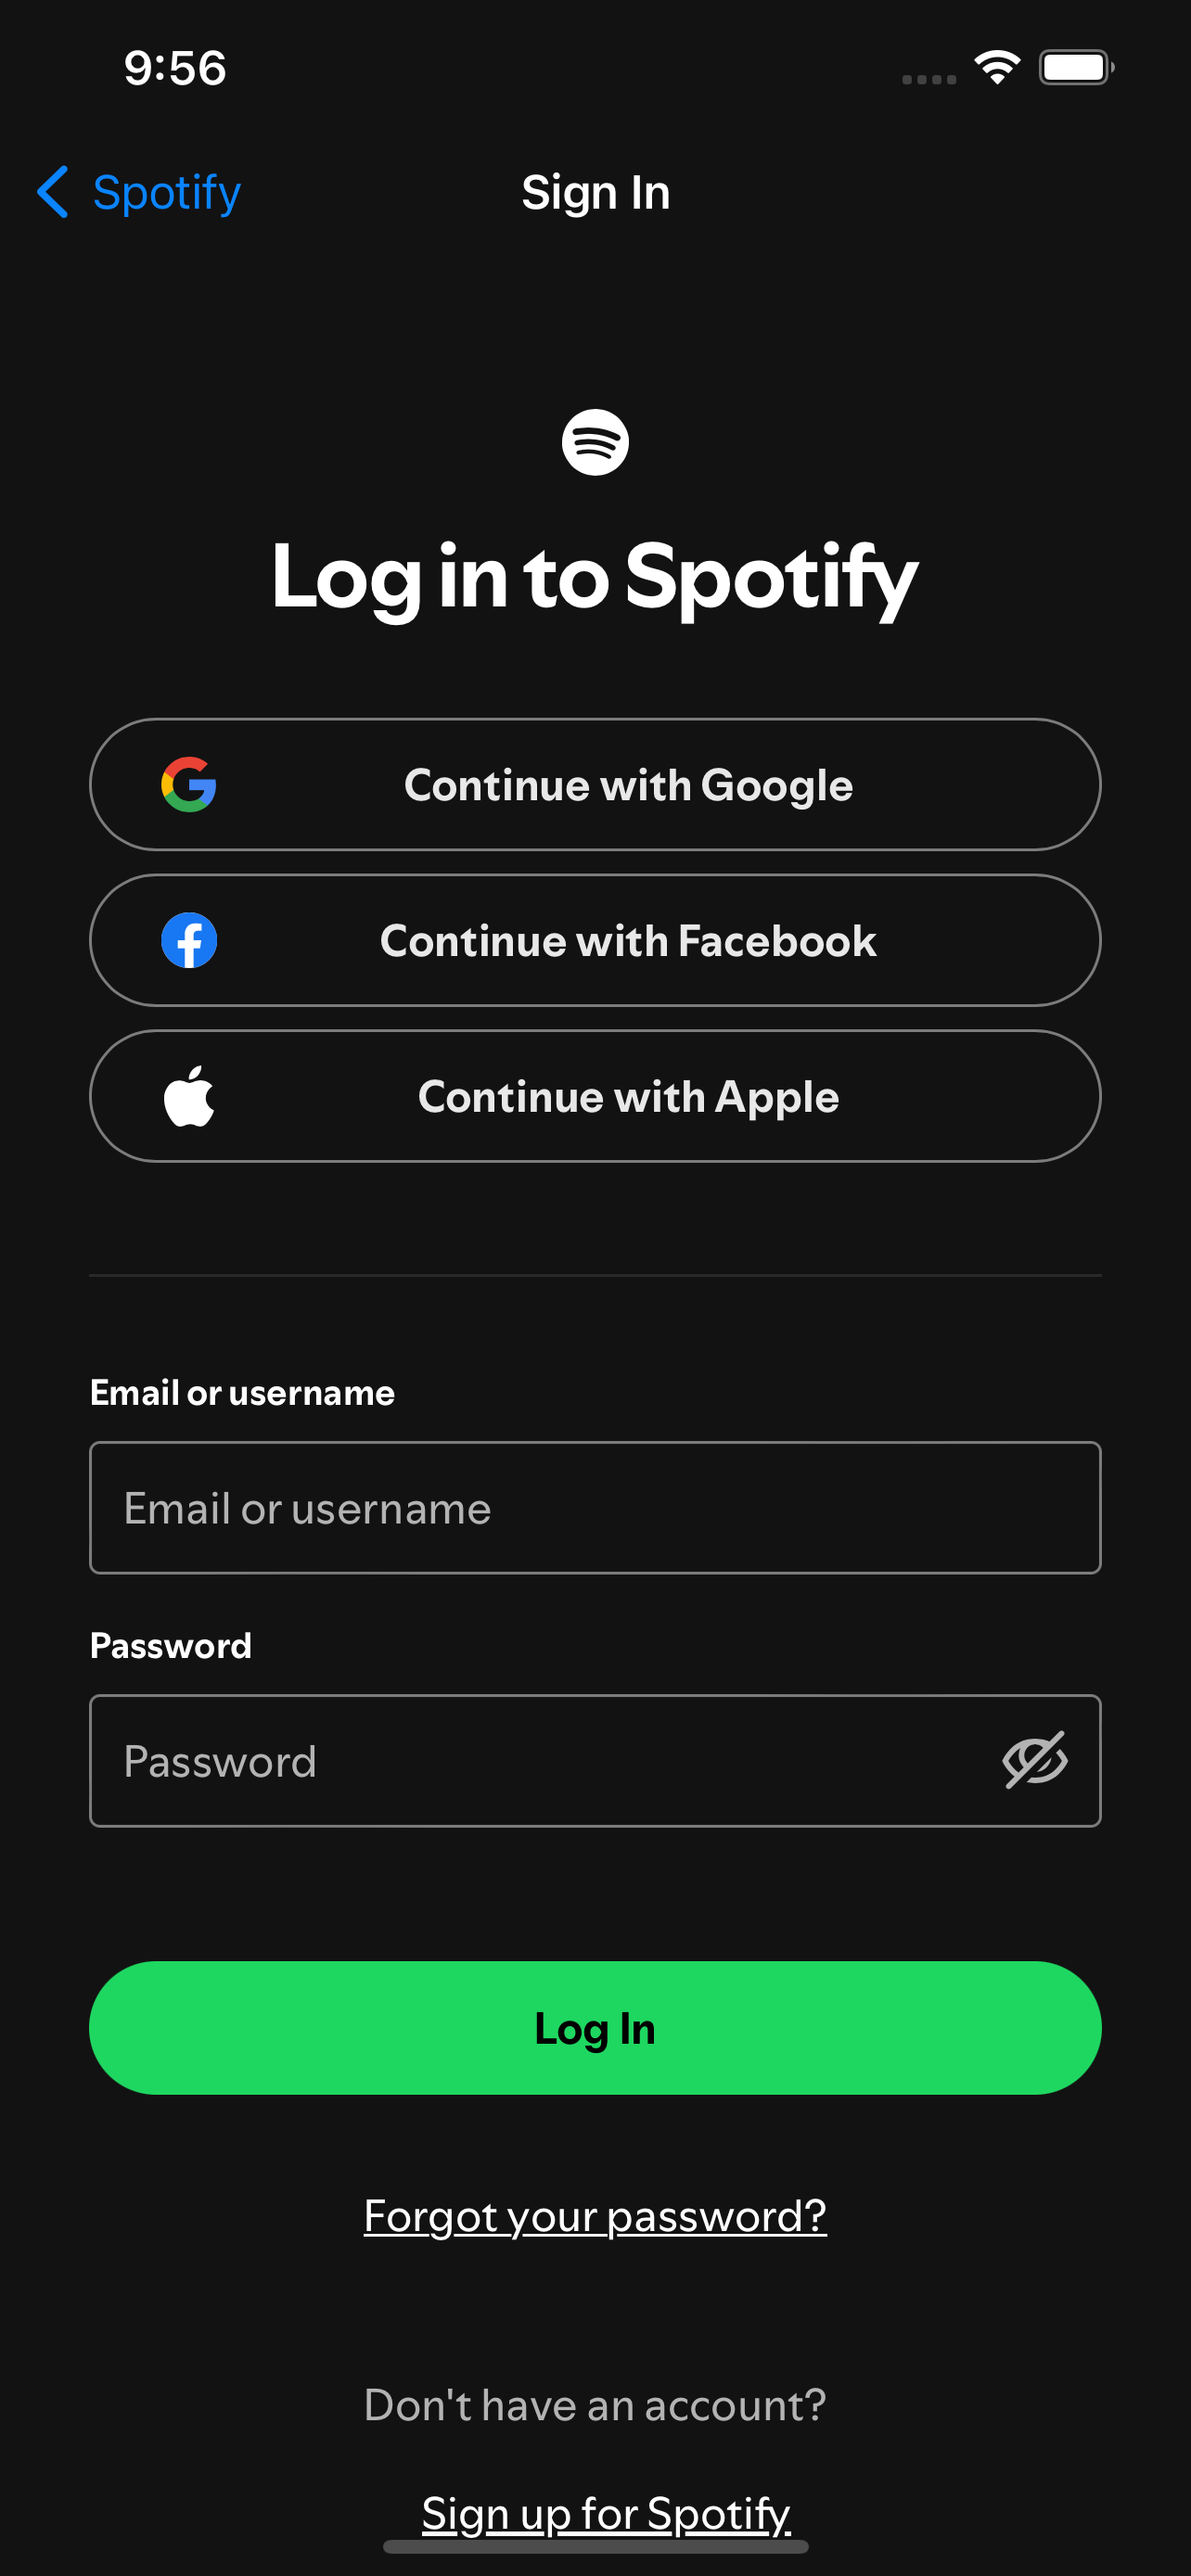 9:56
Spotify
Sign In
Log in to Spotify
Continue with Google
Continue with Facebook
Continue with Apple
Email or username
Email or username
Password
Password
Log In
Forgot your password?
Don't have an account?
Sign up for Spotify